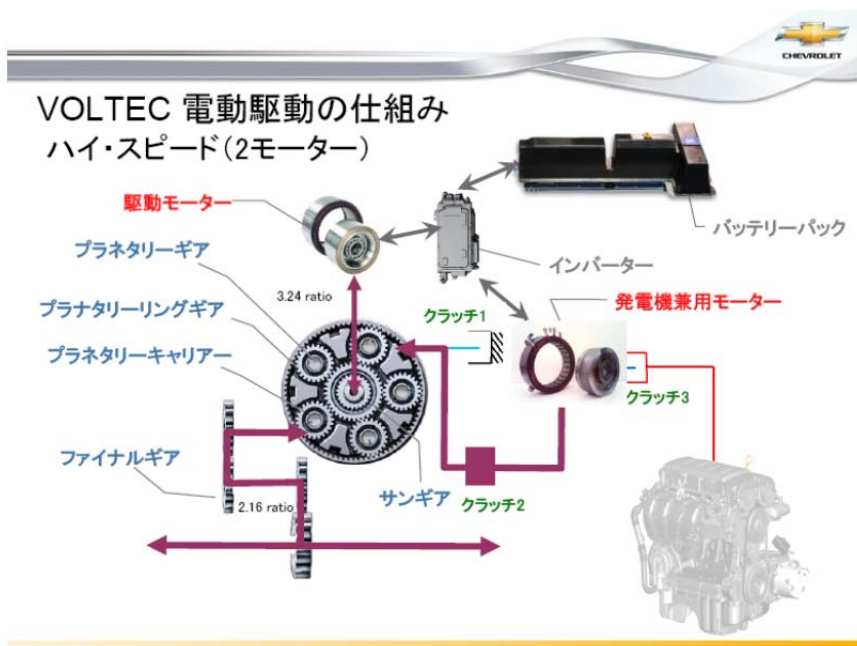 CHEVROLET
VOLTEC 電動駆動の仕組み
ハイ・スピード(2モーター)
駆動モーター
バッテリーパック
プラネタリーギア
インバーター
3.24 ratio
発電機兼用モーター
プラナタリーリングギア
クラッチ1
プラネタリーキャリアー
クラッチ3
ファイナルギア
サンギア
クラッチ2
2.16 ratio